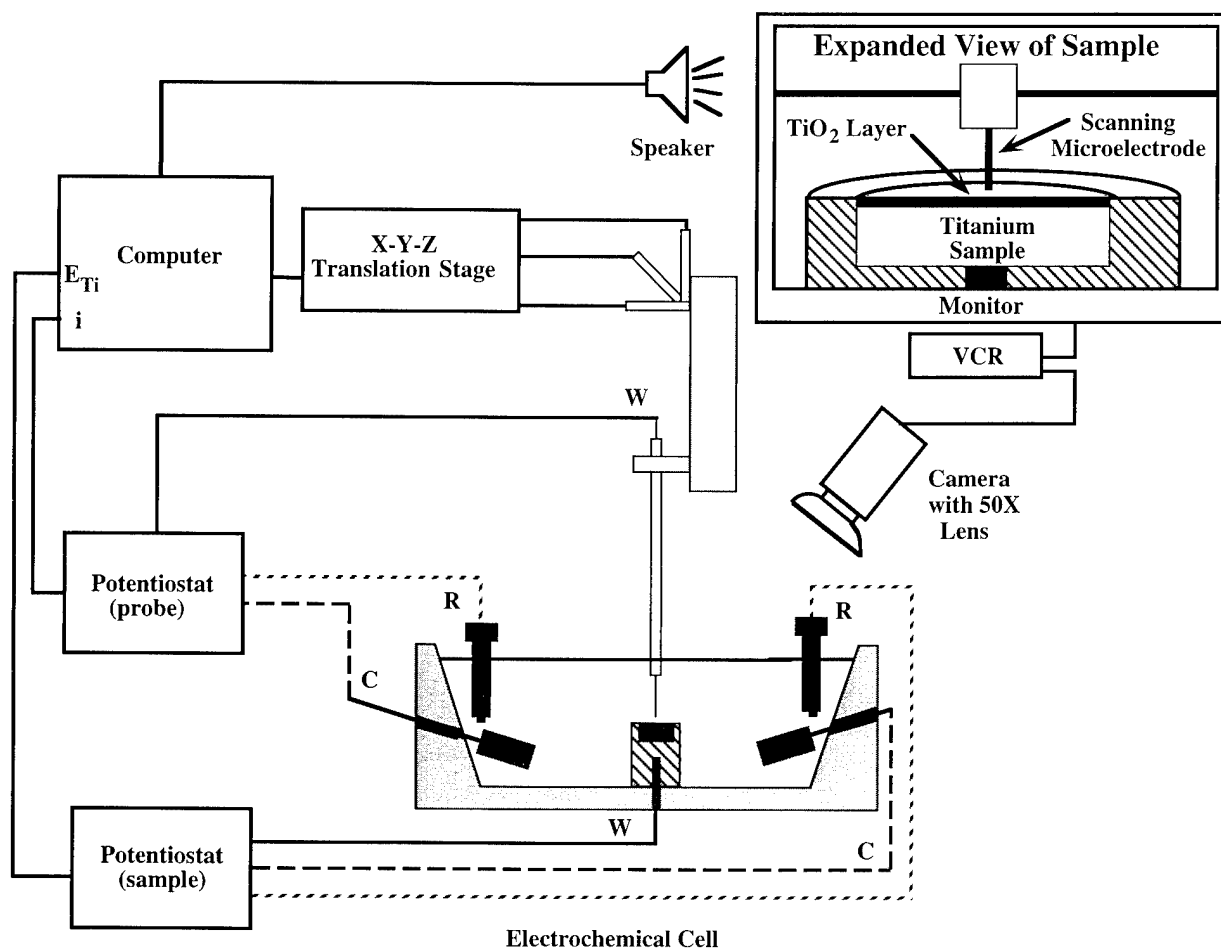 Expanded View of Sample
TiO₂ Layer
Scanning
Microelectrode
Titanium
Sample
Monitor
Speaker
Computer
E_Ti
i
X-Y-Z
Translation Stage
VCR
W
Camera
with 50X
Lens
Potentiostat
(probe)
R
R
C
W
C
Potentiostat
(sample)
Electrochemical Cell